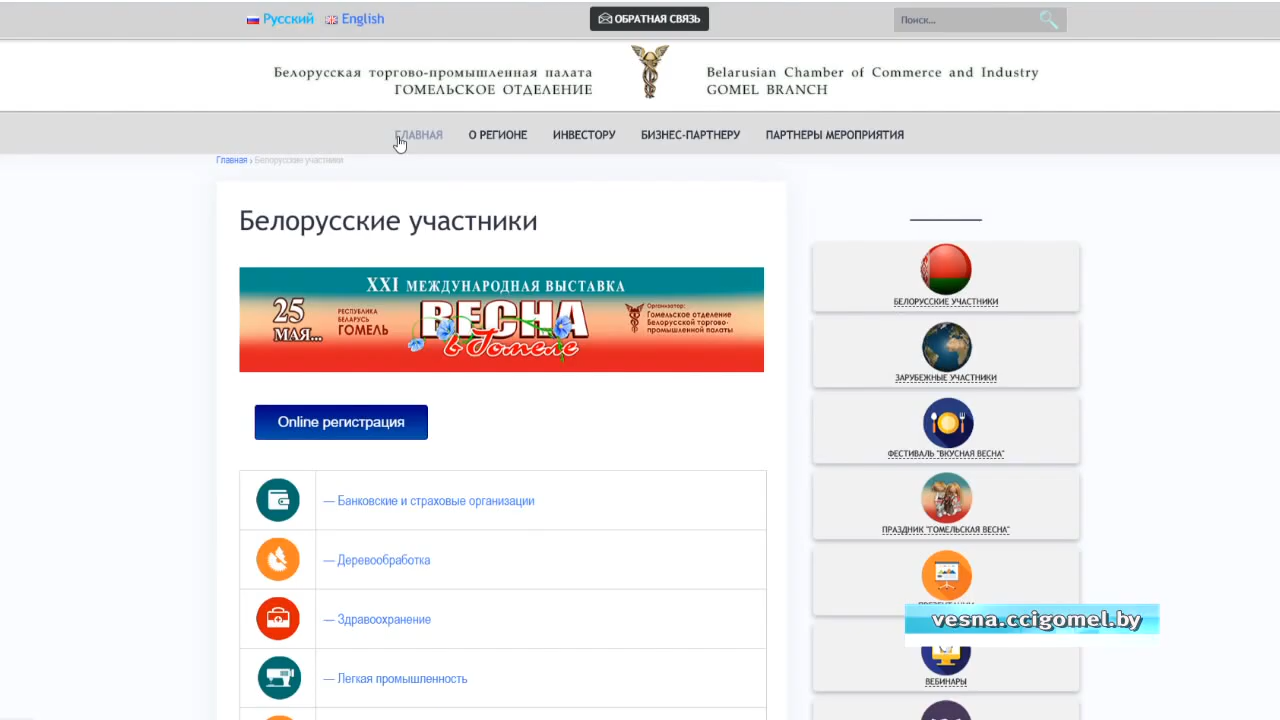 Русский English
ОБРАТНАЯ СВЯЗЬ
Поиск...
Белорусская торгово-промышленная палата
ГОМЕЛЬСКОЕ ОТДЕЛЕНИЕ
Belarusian Chamber of Commerce and Industry
GOMEL BRANCH
ГЛАВНАЯ О РЕГИОНЕ ИНВЕСТОРУ БИЗНЕС-ПАРТНЕРУ ПАРТНЕРЫ МЕРОПРИЯТИЯ
Главная › Белорусские участники
Белорусские участники
XXI МЕЖДУНАРОДНАЯ ВЫСТАВКА
25
МАЯ...
РЕСПУБЛИКА
БЕЛАРУСЬ
ГОМЕЛЬ
ВЕСНА
в Гомеле
Организатор:
Гомельское отделение
Белорусской торгово-
промышленной палаты
Online регистрация
— Банковские и страховые организации
— Деревообработка
— Здравоохранение
— Легкая промышленность
БЕЛОРУССКИЕ УЧАСТНИКИ
ЗАРУБЕЖНЫЕ УЧАСТНИКИ
ФЕСТИВАЛЬ "ВКУСНАЯ ВЕСНА"
ПРАЗДНИК "ГОМЕЛЬСКАЯ ВЕСНА"
vesna.ccigomel.by
ВЕБИНАРЫ